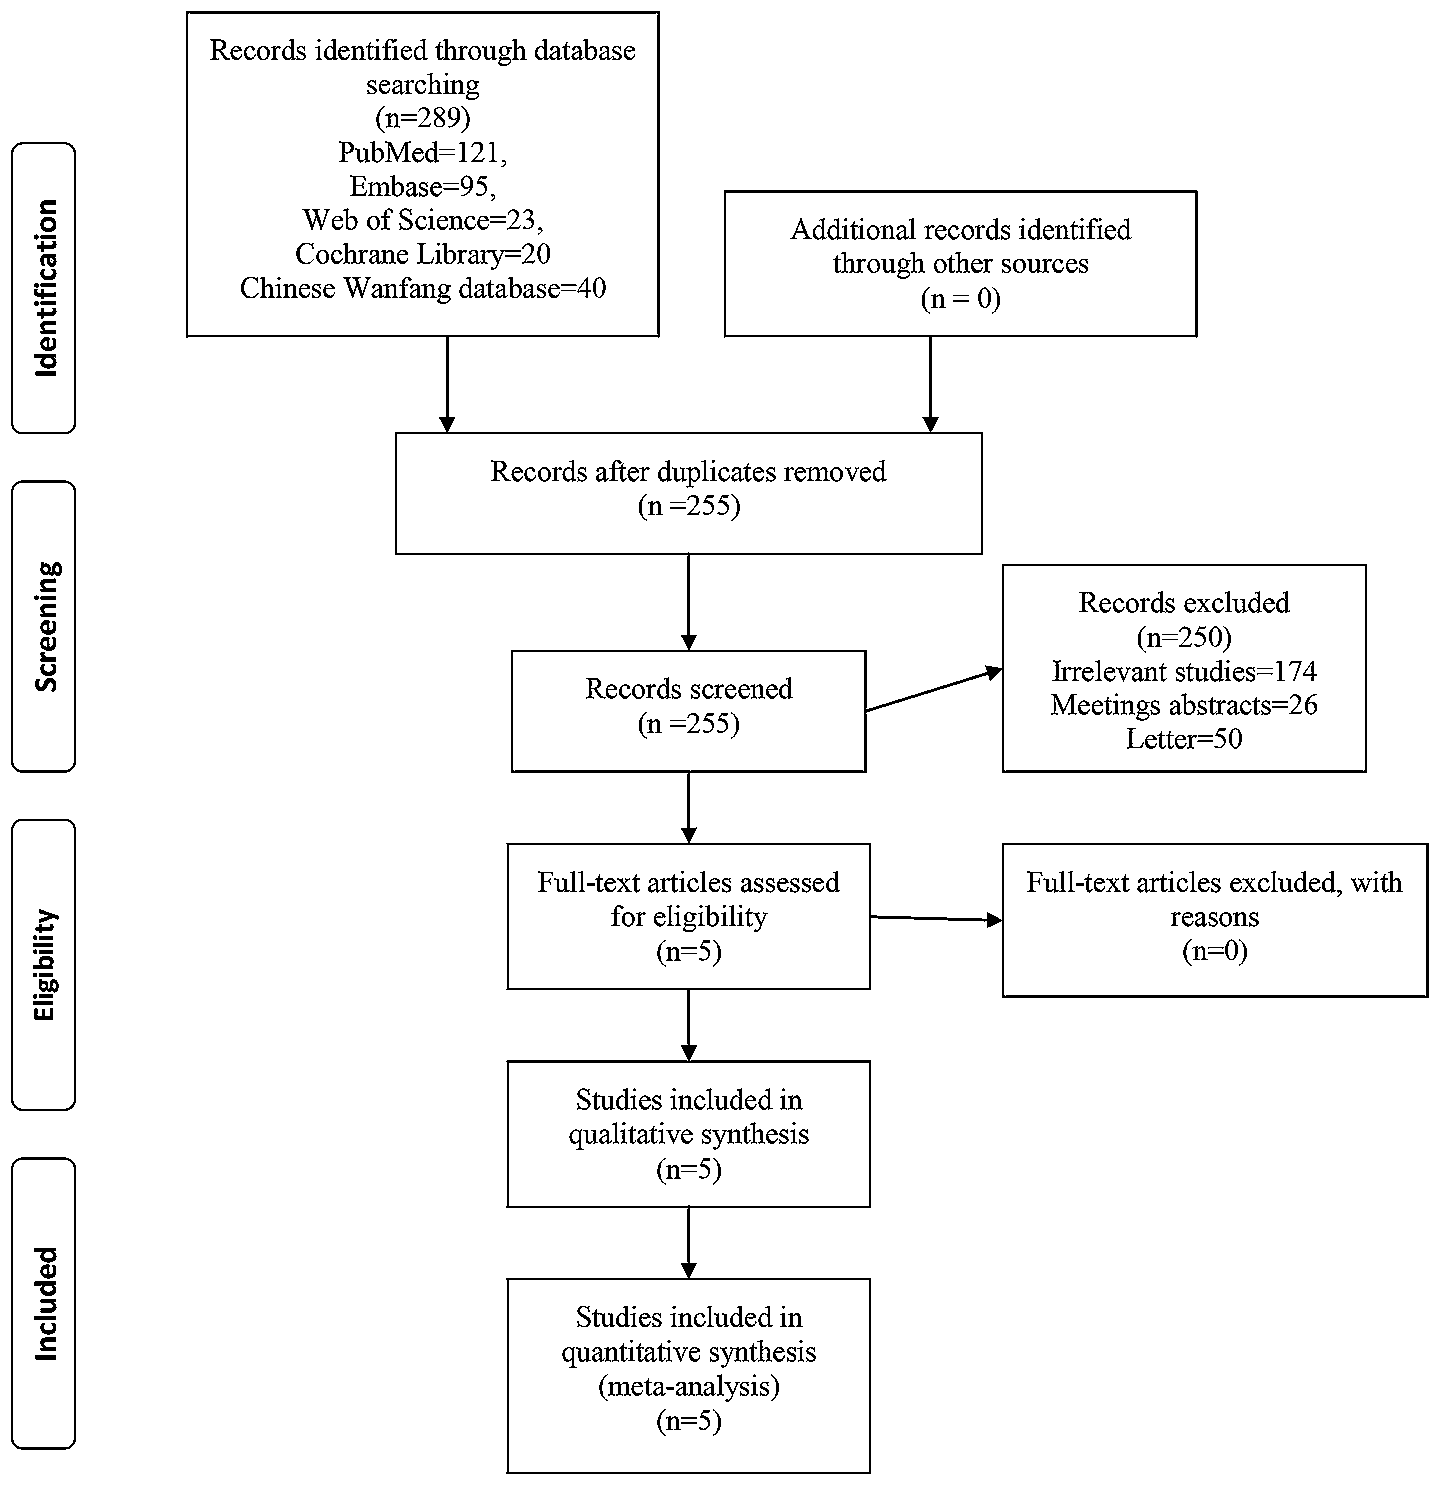 Identification
Records identified through database
searching
(n=289)
PubMed=121,
Embase=95,
Web of Science=23,
Cochrane Library=20
Chinese Wanfang database=40
Additional records identified
through other sources
(n = 0)
Records after duplicates removed
(n =255)
Screening
Records screened
(n =255)
Records excluded
(n=250)
Irrelevant studies=174
Meetings abstracts=26
Letter=50
Eligibility
Full-text articles assessed
for eligibility
(n=5)
Full-text articles excluded, with
reasons
(n=0)
Studies included in
qualitative synthesis
(n=5)
Included
Studies included in
quantitative synthesis
(meta-analysis)
(n=5)